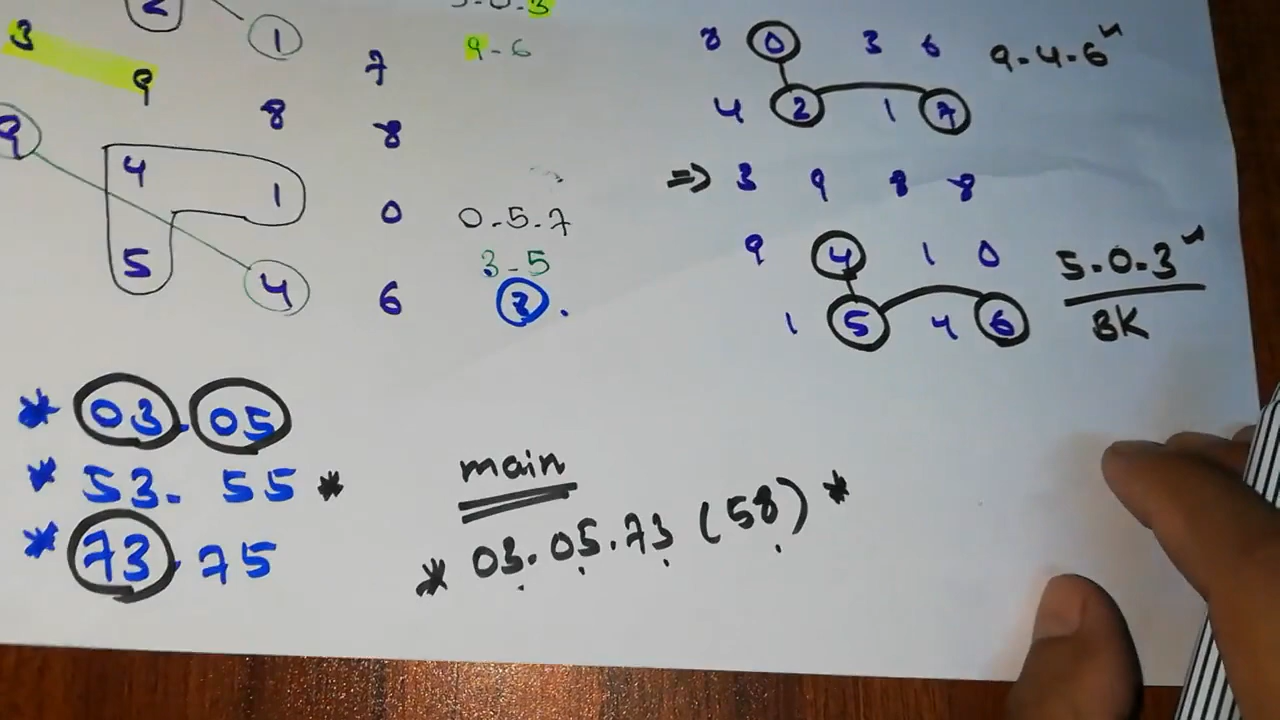 3 9
1 7
9-6
8 8
9
4 1 0
0-5-7
5 4 6
3-5
3.
8 0 3 6 9-4-6
4 2 1 7
=> 3 9 8 8
9 4 1 0 5.0.3
1 5 4 6 BK
* 03.05
* 53. 55 *
* 73.75
main
* 03.05.73 (58) *